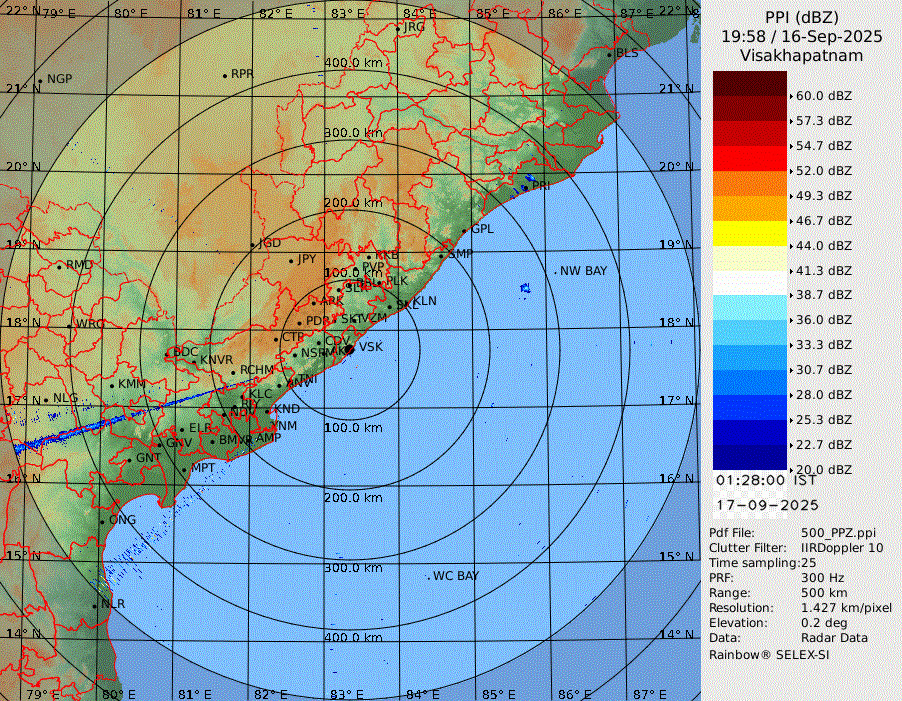 22° N 79° E 80° E 81° E 82° E 83° E 84° E 85° E 86° E 87° E 22° N
JRG
BLS
400.0 km
RPR
NGP
21° N 21° N
300.0 km
20° N 20° N
PRI
200.0 km
GPL
19° N JGD 19° N
RKB SMP
JPY
RMD PVP
NW BAY
100.0 km PLK
ARK SKL KLN
18° N WRG PDR SKT VZM 18° N
CTP CDV
BDC NSP VSK
KNVR
RCHM
KMM ANV TNI
NLG KLC
17° N KND 17° N
YNM
ELR 100.0 km
GNV BMVR AMP
GNT
MPT
16° N 16° N
200.0 km
ONG
15° N 15° N
300.0 km
WC BAY
NLR
14° N 400.0 km 14° N
79° E 80° E 81° E 82° E 83° E 84° E 85° E 86° E 87° E
PPI (dBZ)
19:58 / 16-Sep-2025
Visakhapatnam
60.0 dBZ
57.3 dBZ
54.7 dBZ
52.0 dBZ
49.3 dBZ
46.7 dBZ
44.0 dBZ
41.3 dBZ
38.7 dBZ
36.0 dBZ
33.3 dBZ
30.7 dBZ
28.0 dBZ
25.3 dBZ
22.7 dBZ
20.0 dBZ
01:28:00 IST
17-09-2025
Pdf File: 500_PPZ.ppi
Clutter Filter: IIRDoppler 10
Time sampling:25
PRF: 300 Hz
Range: 500 km
Resolution: 1.427 km/pixel
Elevation: 0.2 deg
Data: Radar Data
Rainbow® SELEX-SI